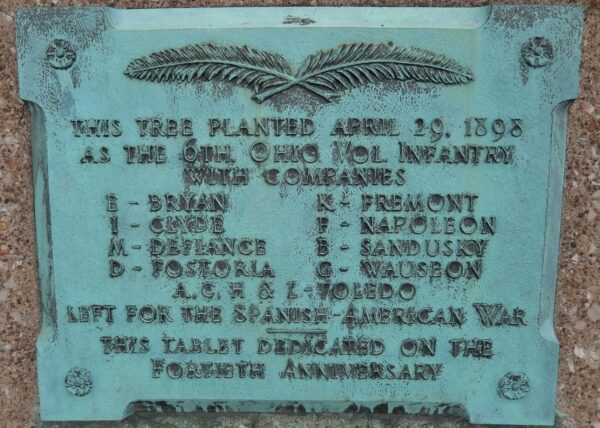 THIS TREE PLANTED APRIL 29, 1898
AS THE 6TH. OHIO VOL. INFANTRY
WITH COMPANIES
E - BRYAN K - FREMONT
I - CLYDE F - NAPOLEON
M - DEFIANCE B - SANDUSKY
D - FOSTORIA G - WAUSEON
A. C. H & L - TOLEDO
LEFT FOR THE SPANISH-AMERICAN WAR
THIS TABLET DEDICATED ON THE
FORTIETH ANNIVERSARY